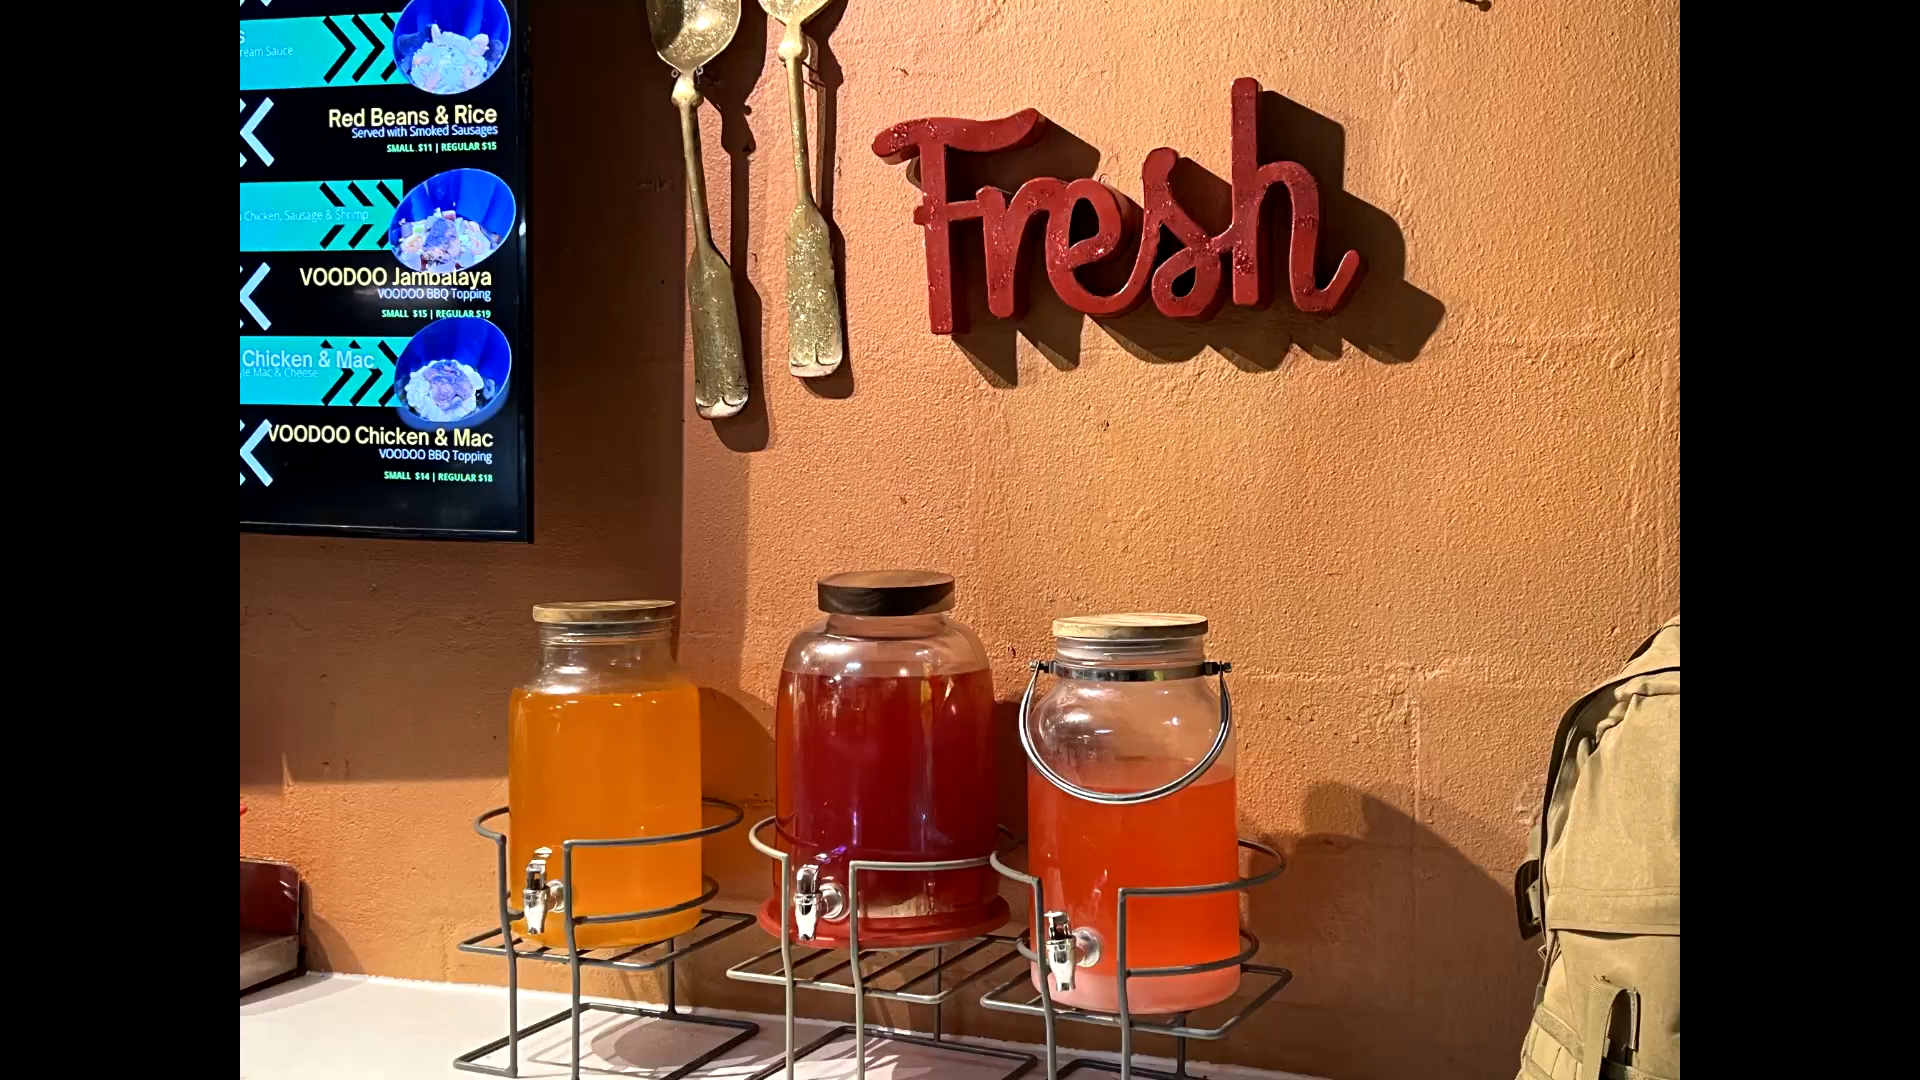 ream Sauce
Red Beans & Rice
Served with Smoked Sausages
SMALL $11 | REGULAR $15
Chicken, Sausage & Shrimp
VOODOO Jambalaya
VOODOO BBQ Topping
SMALL $15 | REGULAR $19
Chicken & Mac
yle Mac & Cheese
VOODOO Chicken & Mac
VOODOO BBQ Topping
SMALL $14 | REGULAR $18
Fresh